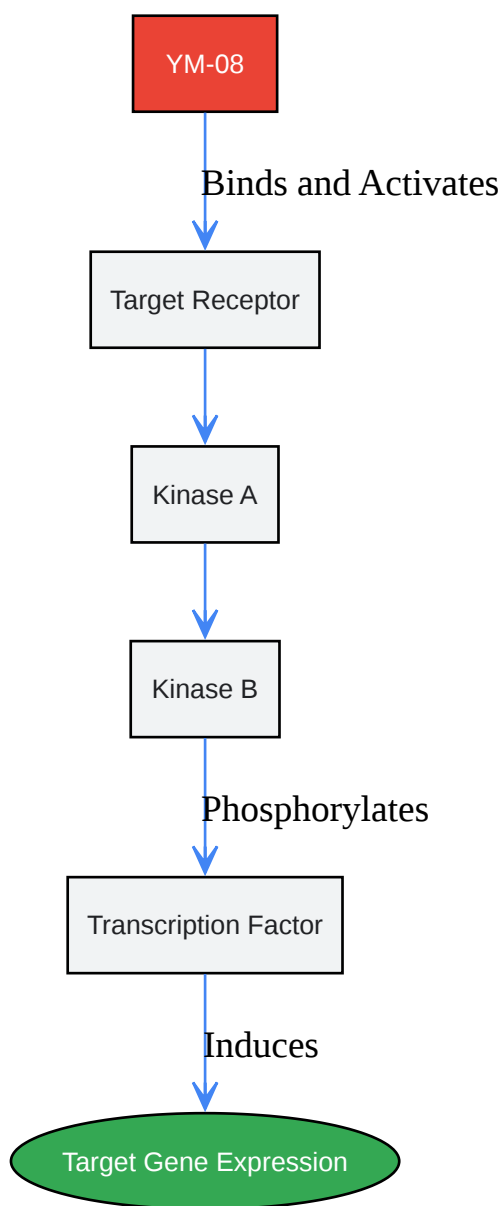 YM-08
Binds and Activates
Target Receptor
Kinase A
Kinase B
Phosphorylates
Transcription Factor
Induces
Target Gene Expression